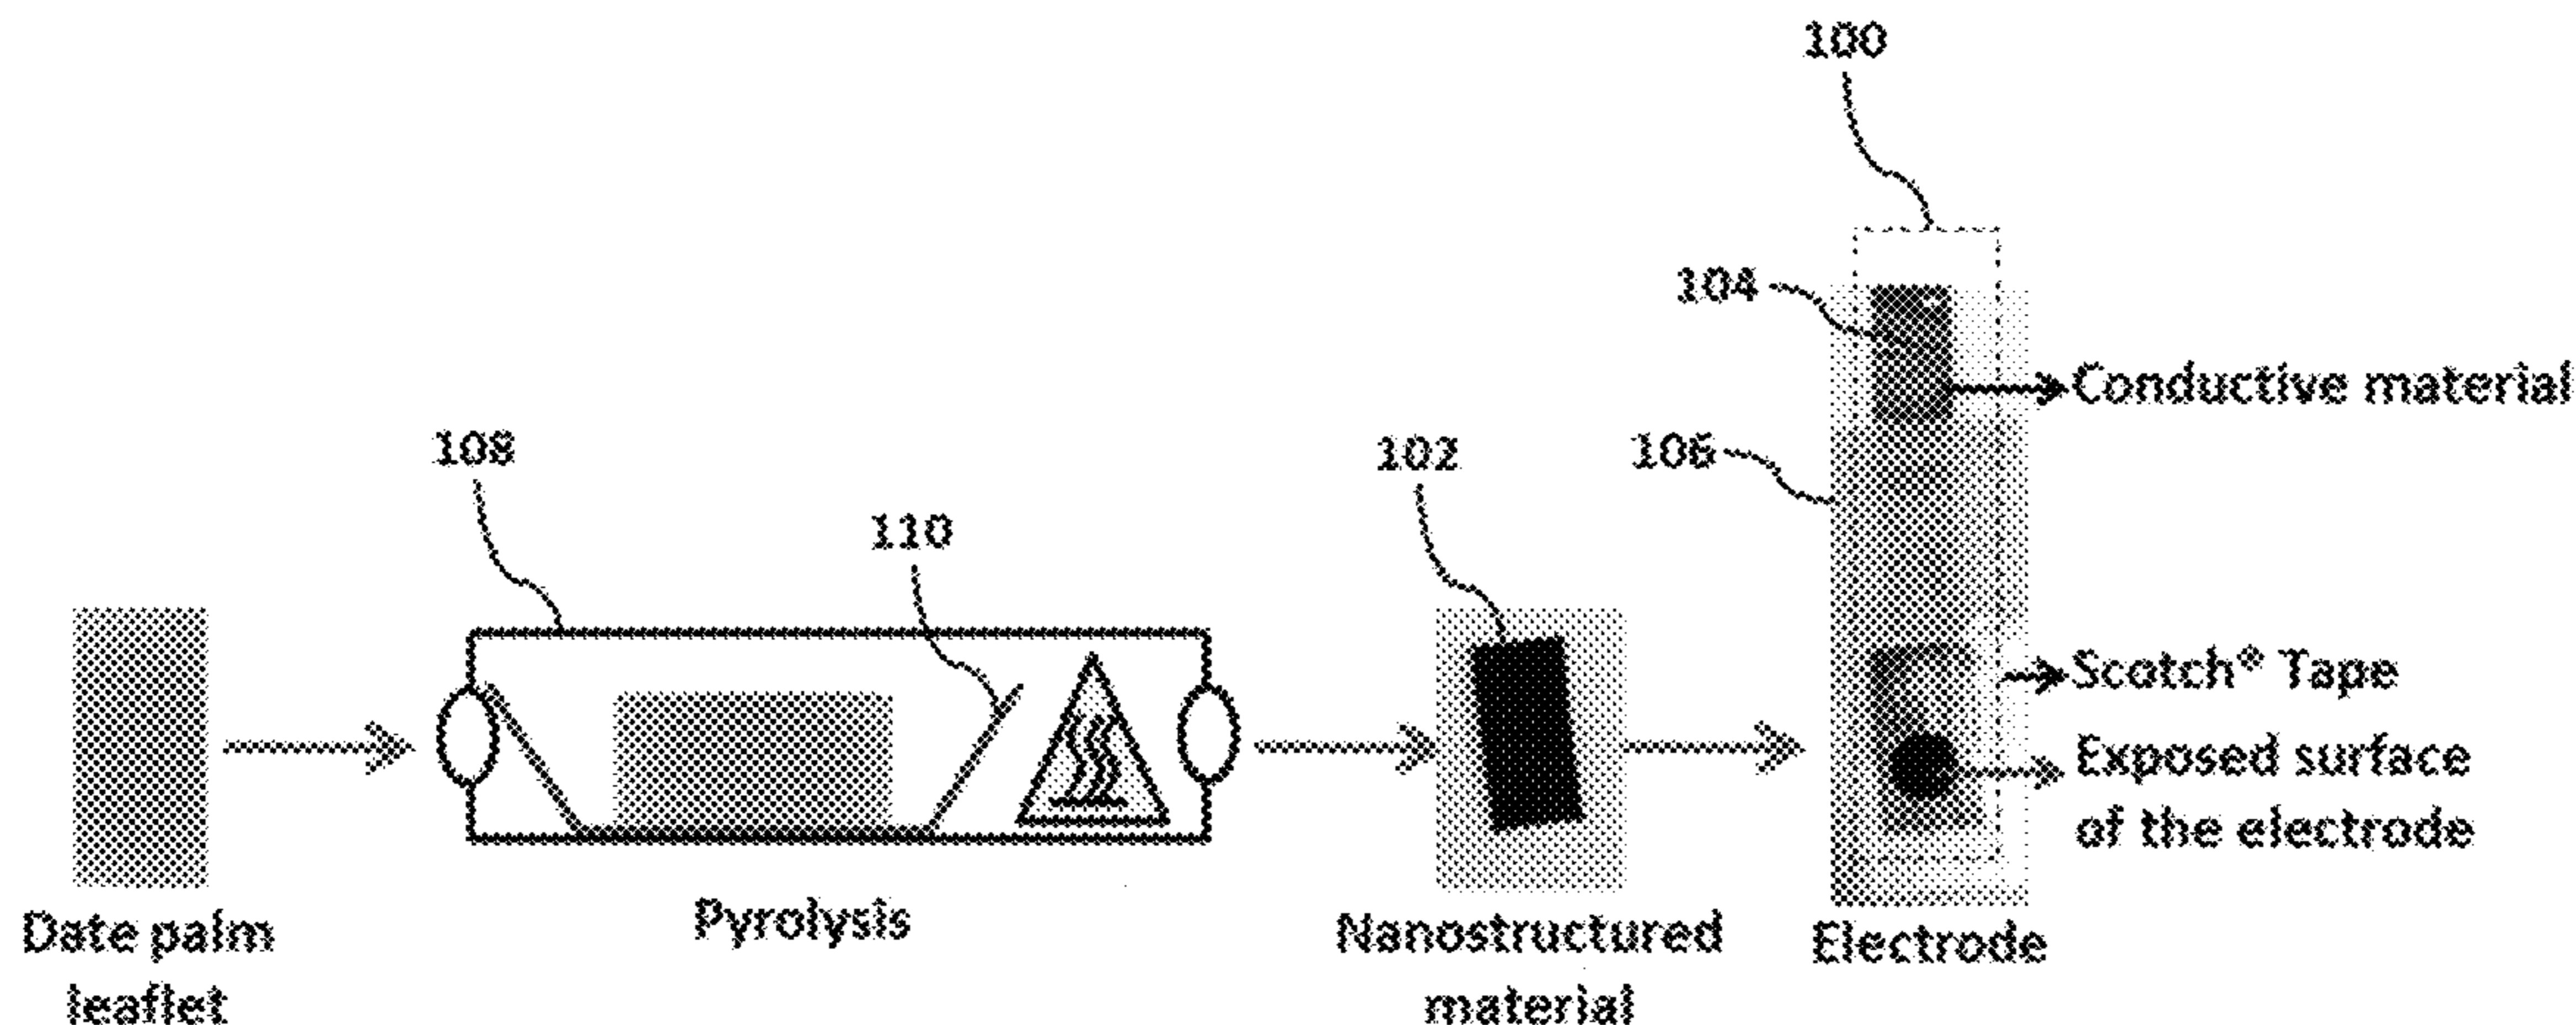 100
104
Conductive material
108
102
106
110
Scotch® Tape
Exposed surface
of the electrode
Date palm
leaflet
Pyrolysis
Nanostructured
material
Electrode